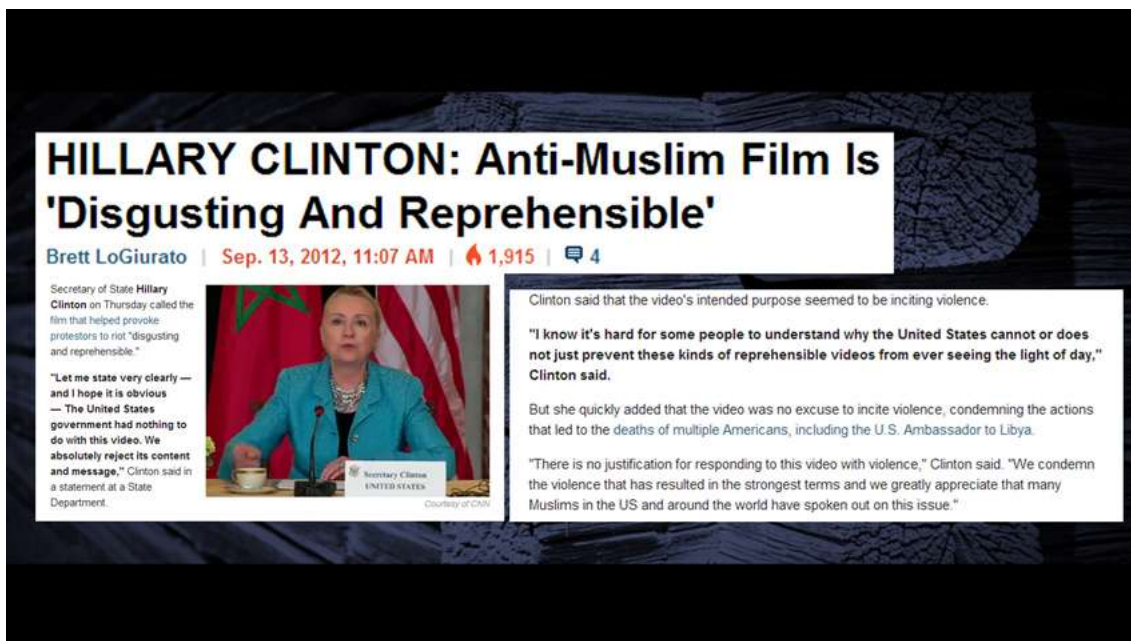 HILLARY CLINTON: Anti-Muslim Film Is
'Disgusting And Reprehensible'
Brett LoGiurato | Sep. 13, 2012, 11:07 AM | 1,915 | 4
Secretary of State Hillary
Clinton on Thursday called the
film that helped provoke
protestors to riot "disgusting
and reprehensible."
"Let me state very clearly —
and I hope it is obvious
— The United States
government had nothing to
do with this video. We
absolutely reject its content
and message," Clinton said in
a statement at a State
Department.
Secretary Clinton
UNITED STATES
Courtesy of CNN
Clinton said that the video's intended purpose seemed to be inciting violence.
"I know it's hard for some people to understand why the United States cannot or does
not just prevent these kinds of reprehensible videos from ever seeing the light of day,"
Clinton said.
But she quickly added that the video was no excuse to incite violence, condemning the actions
that led to the deaths of multiple Americans, including the U.S. Ambassador to Libya.
"There is no justification for responding to this video with violence," Clinton said. "We condemn
the violence that has resulted in the strongest terms and we greatly appreciate that many
Muslims in the US and around the world have spoken out on this issue."